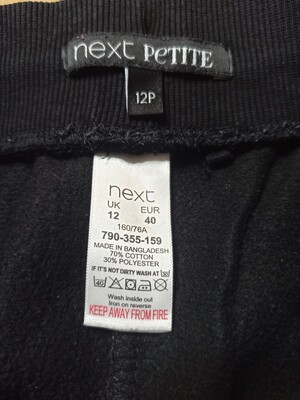 next PeTITE
12P
next
UK EUR
12 40
160/76A
790-355-159
MADE IN BANGLADESH
70% COTTON
30% POLYESTER
IF IT'S NOT DIRTY WASH AT 30
40
Wash inside out
Iron on reverse
KEEP AWAY FROM FIRE